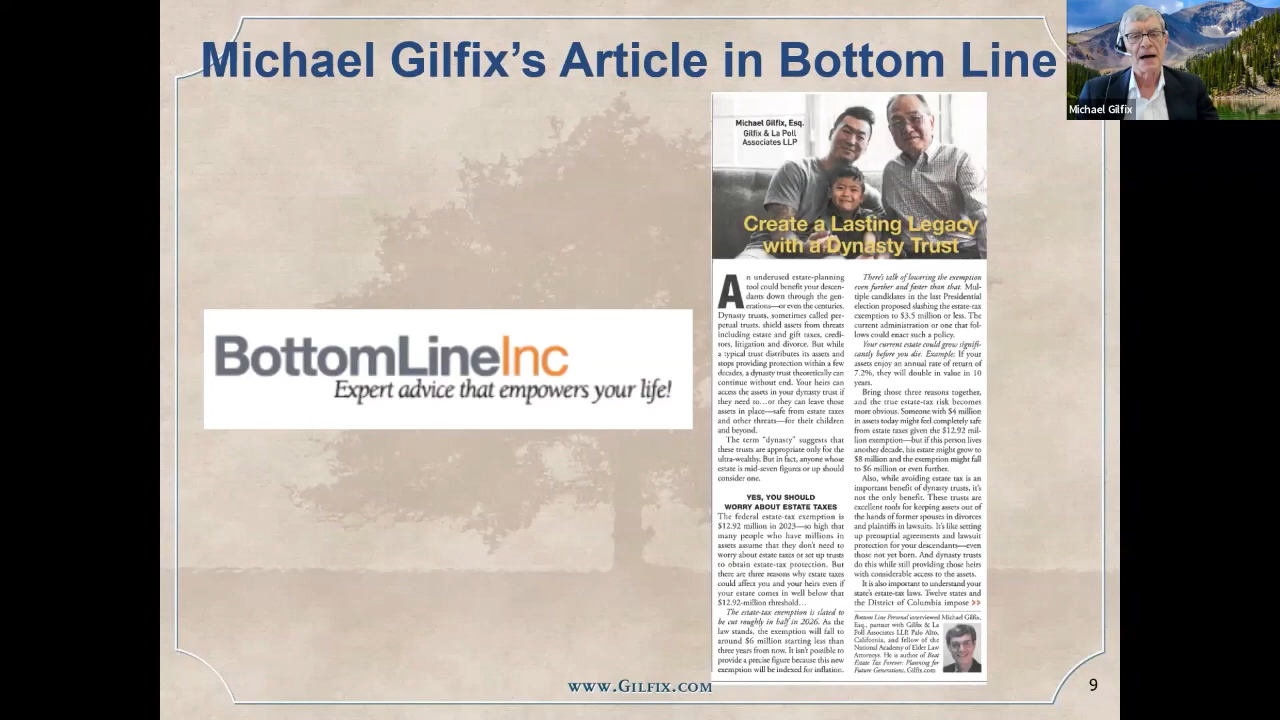 Michael Gilfix’s Article in Bottom Line
Michael Gilfix
BottomLineInc
Expert advice that empowers your life!
Michael Gilfix, Esq.
Gilfix & La Poll
Associates LLP
Create a Lasting Legacy
with a Dynasty Trust
An underused estate-planning
tool could benefit your descen-
dants down through the gen-
erations—or even the centuries.
Dynasty trusts, sometimes called per-
petual trusts, shield assets from threats
including estate and gift taxes, credi-
tors, litigation and divorce. But while
a typical trust distributes its assets and
stops providing protection within a few
decades, a dynasty trust theoretically can
continue without end. Your heirs can
access the assets in your dynasty trust if
they need to…or they can leave those
assets in place—safe from estate taxes
and other threats—for their children
and beyond.
The term “dynasty” suggests that
these trusts are appropriate only for the
ultra-wealthy. But in fact, anyone whose
estate is mid-seven figures or up should
consider one.
YES, YOU SHOULD
WORRY ABOUT ESTATE TAXES
The federal estate-tax exemption is
$12.92 million in 2023—so high that
many people who have millions in
assets assume that they don’t need to
worry about estate taxes or set up trusts
to obtain estate-tax protection. But
there are three reasons why estate taxes
could affect you and your heirs even if
your estate comes in well below that
$12.92-million threshold…
The estate-tax exemption is slated to
be cut roughly in half in 2026. As the
law stands, the exemption will fall to
around $6 million starting less than
three years from now. It isn’t possible to
provide a precise figure because this new
exemption will be indexed for inflation.
There’s talk of lowering the exemption
even further and faster than that. Mul-
tiple candidates in the last Presidential
election proposed slashing the estate-tax
exemption to $3.5 million or less. The
current administration or one that fol-
lows could enact such a policy.
Your current estate could grow signifi-
cantly before you die. Example: If your
assets enjoy an annual rate of return of
7.2%, they will double in value in 10
years.
Bring those three reasons together,
and the true estate-tax risk becomes
more obvious. Someone with $4 million
in assets today might feel completely safe
from estate taxes given the $12.92 mil-
lion exemption—but if this person lives
another decade, his estate might grow to
$8 million and the exemption might fall
to $6 million or even further.
Also, while avoiding estate tax is an
important benefit of dynasty trusts, it’s
not the only benefit. These trusts are
excellent tools for keeping assets out of
the hands of former spouses in divorces
and plaintiffs in lawsuits. It’s like setting
up prenuptial agreements and lawsuit
protection for your descendants—even
those not yet born. And dynasty trusts
do this while still providing those heirs
with considerable access to the assets.
It is also important to understand your
state’s estate-tax laws. Twelve states and
the District of Columbia impose >>
Bottom Line Personal interviewed Michael Gilfix,
Esq., partner with Gilfix & La
Poll Associates LLP, Palo Alto,
California, and fellow of the
National Academy of Elder Law
Attorneys. He is author of Beat
Estate Tax Forever: Planning for
Future Generations. Gilfix.com
www.Gilfix.com
9